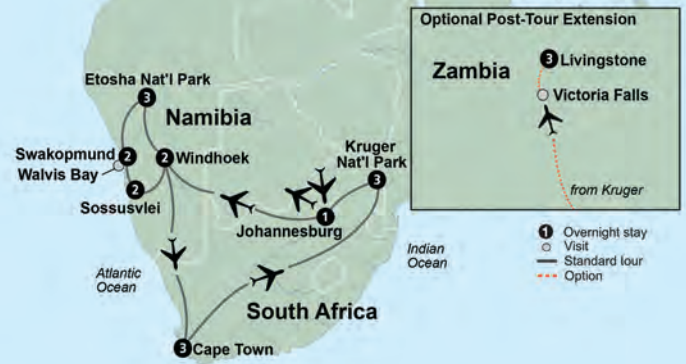 Optional Post-Tour Extension
3 Livingstone
Zambia
Victoria Falls
from Kruger
Etosha Nat'l Park
3
Namibia
Kruger
Nat'l Park
3
Swakopmund 2
2 Windhoek
Walvis Bay
2
Sossusvlei
1
Johannesburg
Indian
Ocean
1 Overnight stay
Visit
Standard lour
Option
Atlantic
Ocean
South Africa
3 Cape Town